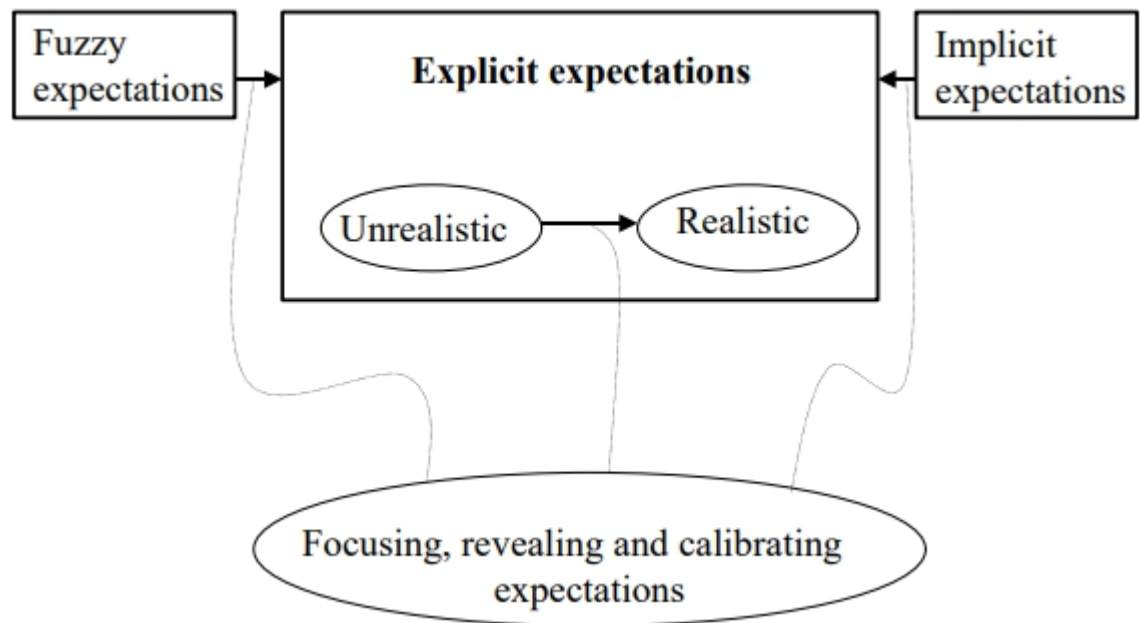 Fuzzy
expectations
Explicit expectations
Implicit
expectations
Unrealistic
Realistic
Focusing, revealing and calibrating
expectations